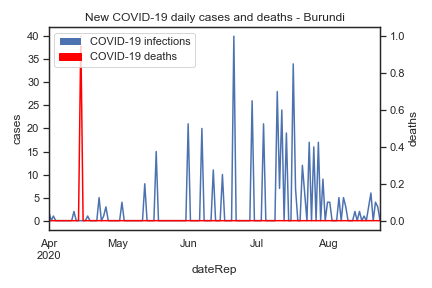 New COVID-19 daily cases and deaths - Burundi
COVID-19 infections
COVID-19 deaths
40
35
30
25
20
15
10
5
0
cases
1.0
0.8
0.6
0.4
0.2
0.0
deaths
Apr May Jun Jul Aug
2020
dateRep